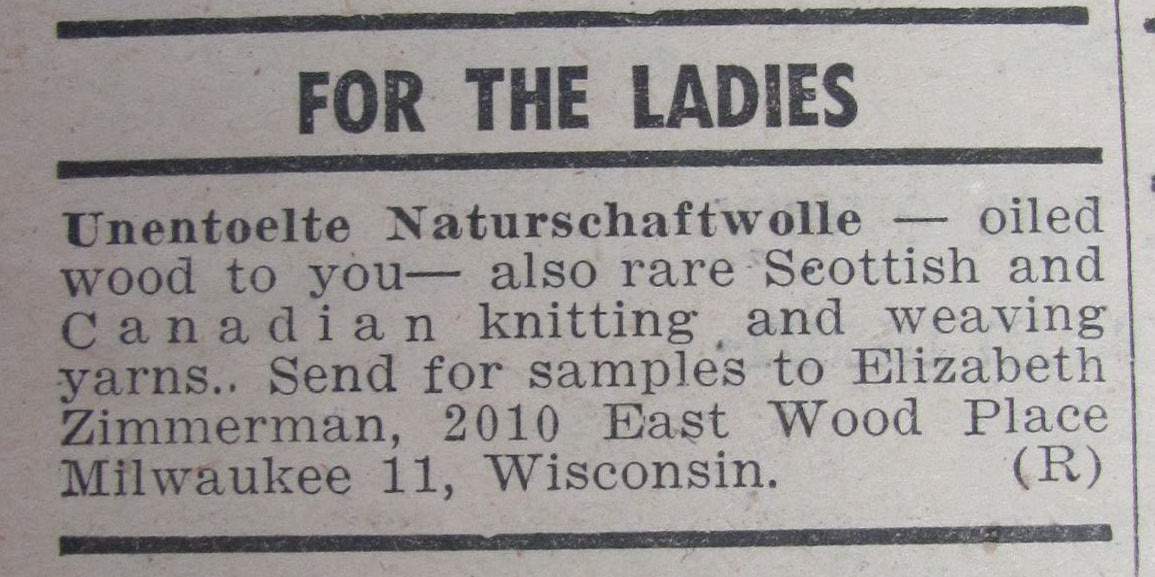 FOR THE LADIES
Unentoelte Naturschaftwolle — oiled
wood to you— also rare Scottish and
Canadian knitting and weaving
yarns.. Send for samples to Elizabeth
Zimmerman, 2010 East Wood Place
Milwaukee 11, Wisconsin. (R)